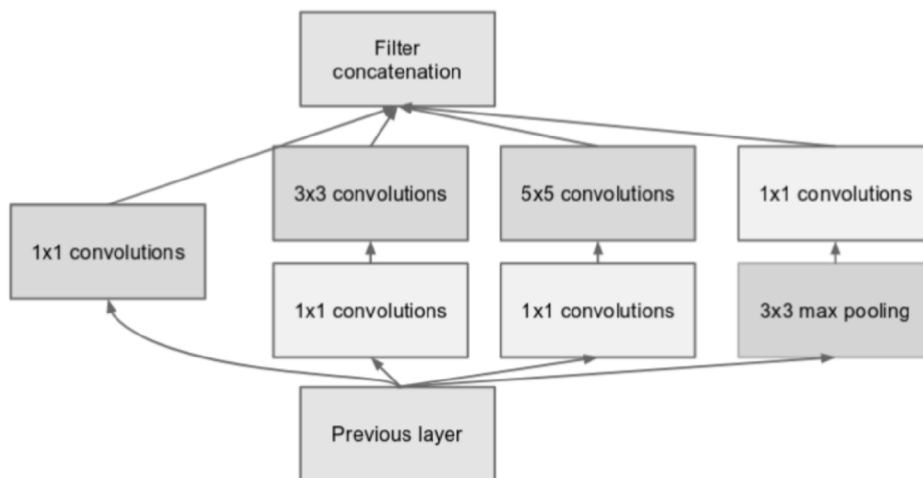 Filter
concatenation
3x3 convolutions
5x5 convolutions
1x1 convolutions
1x1 convolutions
1x1 convolutions
1x1 convolutions
3x3 max pooling
Previous layer